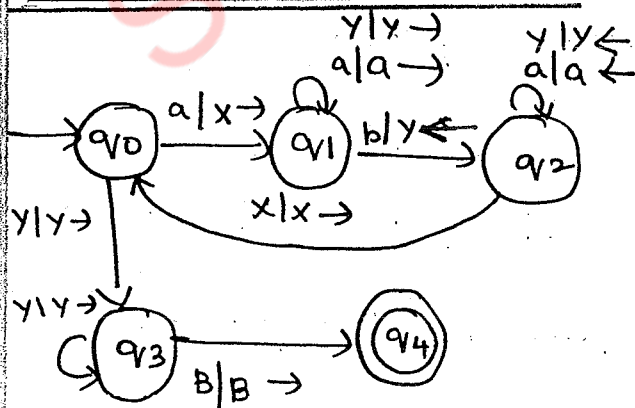 y|y → y|y ←
a|a → a|a ←
a|x → b|y ←
q0 q1 q2
x|x →
y|y →
y|y →
q3 q4
B|B →